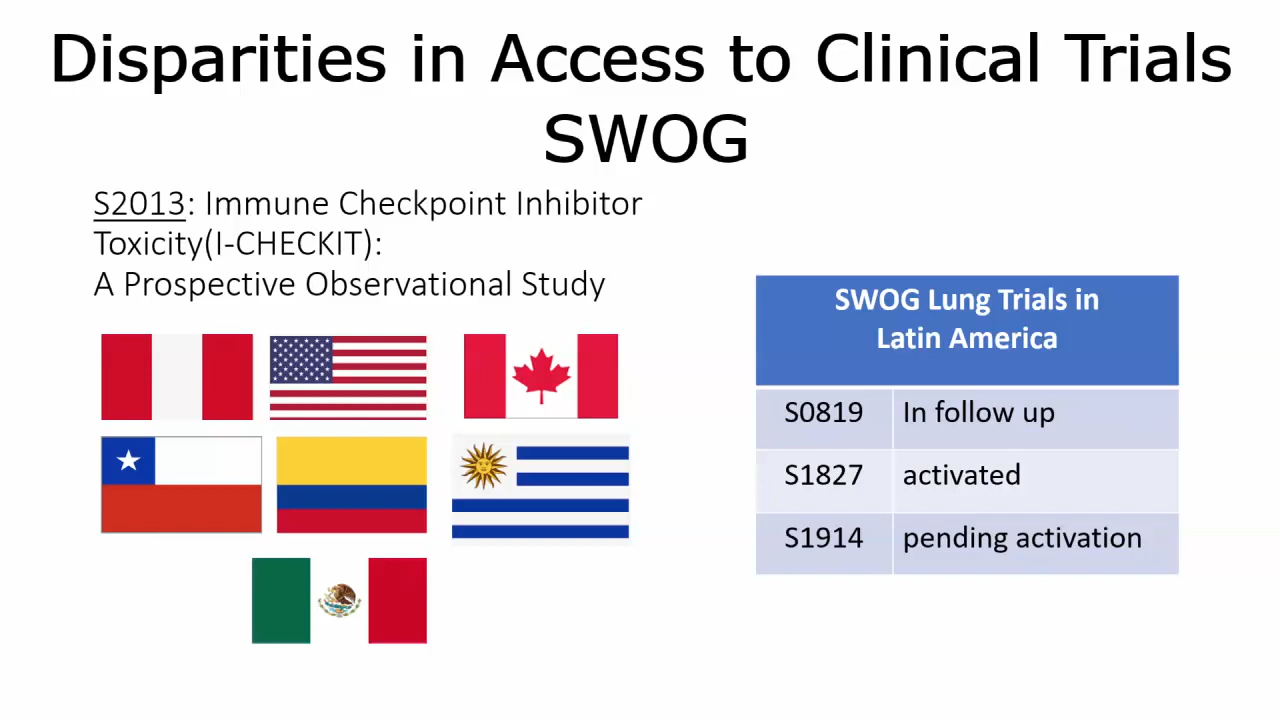 Disparities in Access to Clinical Trials
SWOG
S2013: Immune Checkpoint Inhibitor
Toxicity(I-CHECKIT):
A Prospective Observational Study
SWOG Lung Trials in
Latin America
S0819 In follow up
S1827 activated
S1914 pending activation